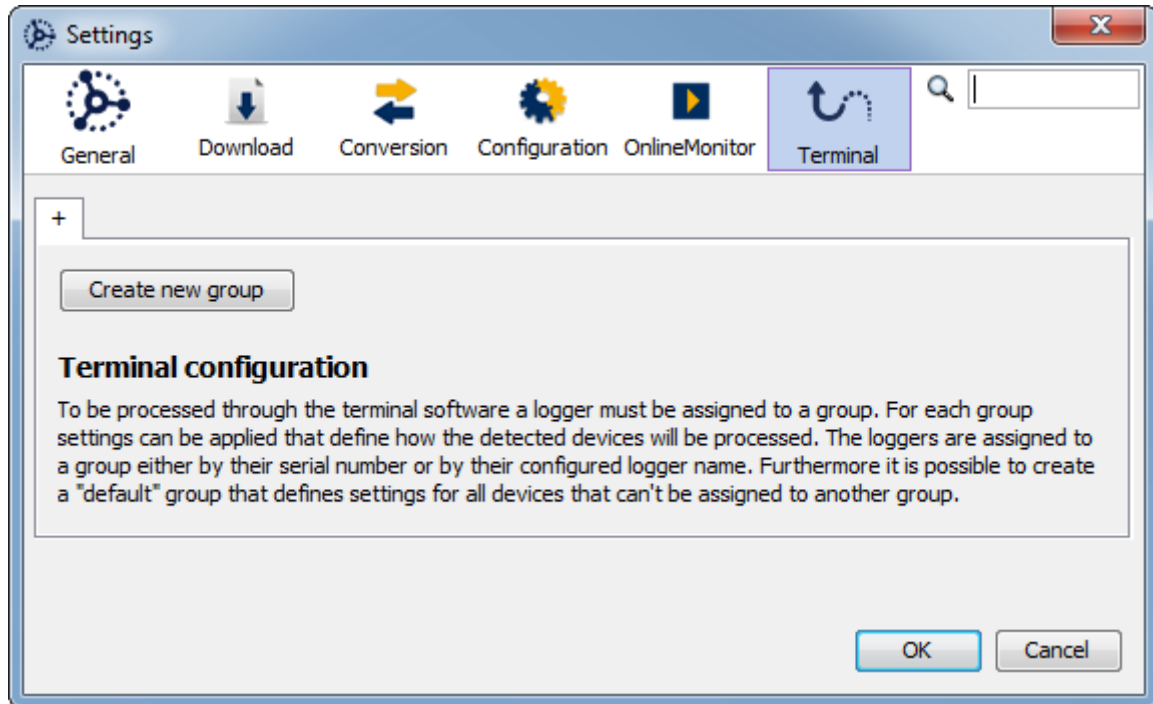 Settings
General
Download
Conversion
Configuration
OnlineMonitor
Terminal
+
Create new group
Terminal configuration
To be processed through the terminal software a logger must be assigned to a group. For each group
settings can be applied that define how the detected devices will be processed. The loggers are assigned to
a group either by their serial number or by their configured logger name. Furthermore it is possible to create
a "default" group that defines settings for all devices that can't be assigned to another group.
OK
Cancel